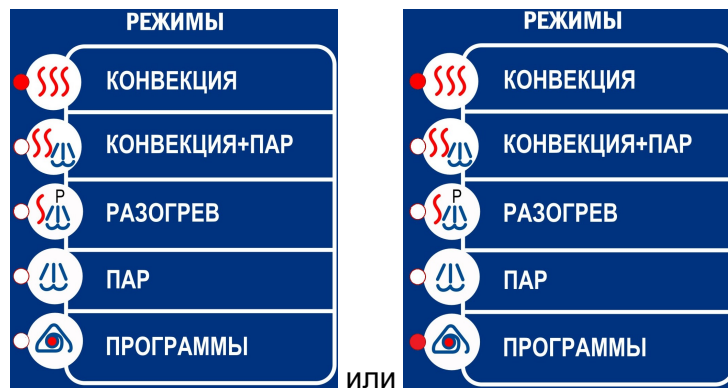 РЕЖИМЫ
КОНВЕКЦИЯ
КОНВЕКЦИЯ+ПАР
P
РАЗОГРЕВ
ПАР
ПРОГРАММЫ
или
РЕЖИМЫ
КОНВЕКЦИЯ
КОНВЕКЦИЯ+ПАР
P
РАЗОГРЕВ
ПАР
ПРОГРАММЫ